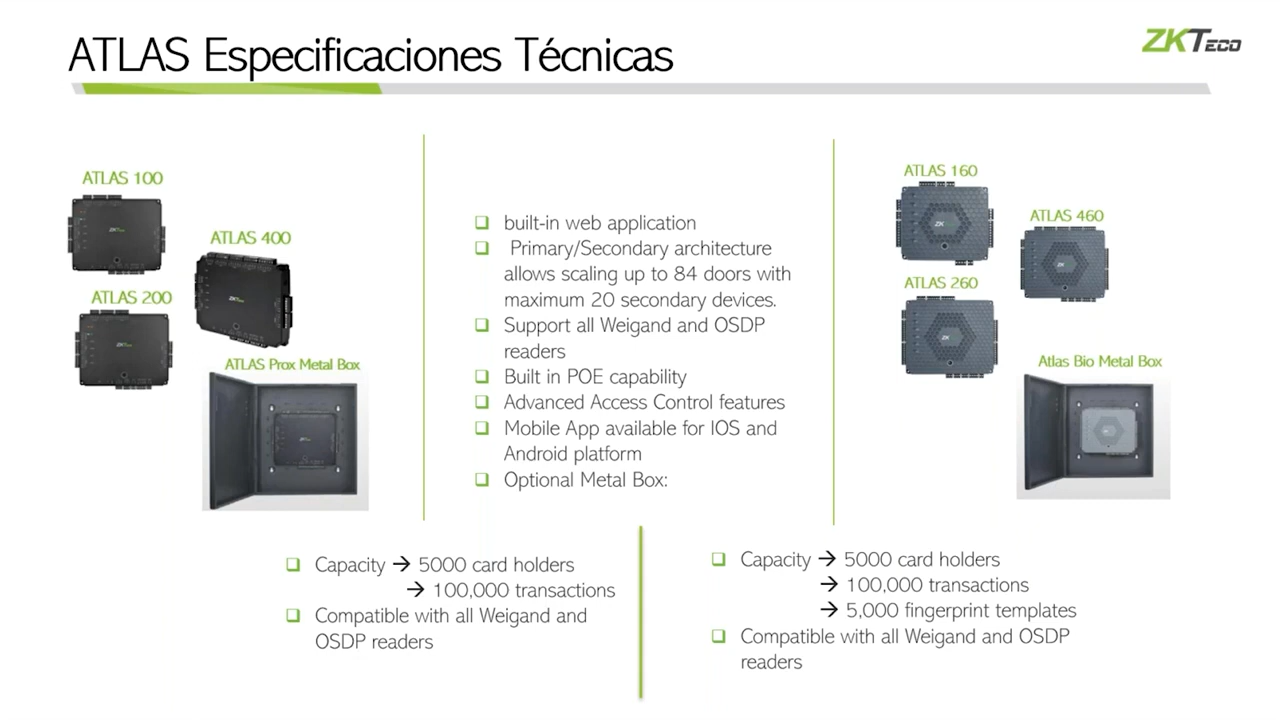 ATLAS Especificaciones Técnicas
ZKTECO
ATLAS 100
ATLAS 400
ATLAS 200
ATLAS Prox Metal Box
built-in web application
Primary/Secondary architecture
allows scaling up to 84 doors with
maximum 20 secondary devices.
Support all Weigand and OSDP
readers
Built in POE capability
Advanced Access Control features
Mobile App available for IOS and
Android platform
Optional Metal Box:
ATLAS 160
ATLAS 460
ATLAS 260
Atlas Bio Metal Box
Capacity → 5000 card holders
→ 100,000 transactions
Compatible with all Weigand and
OSDP readers
Capacity → 5000 card holders
→ 100,000 transactions
→ 5,000 fingerprint templates
Compatible with all Weigand and OSDP
readers